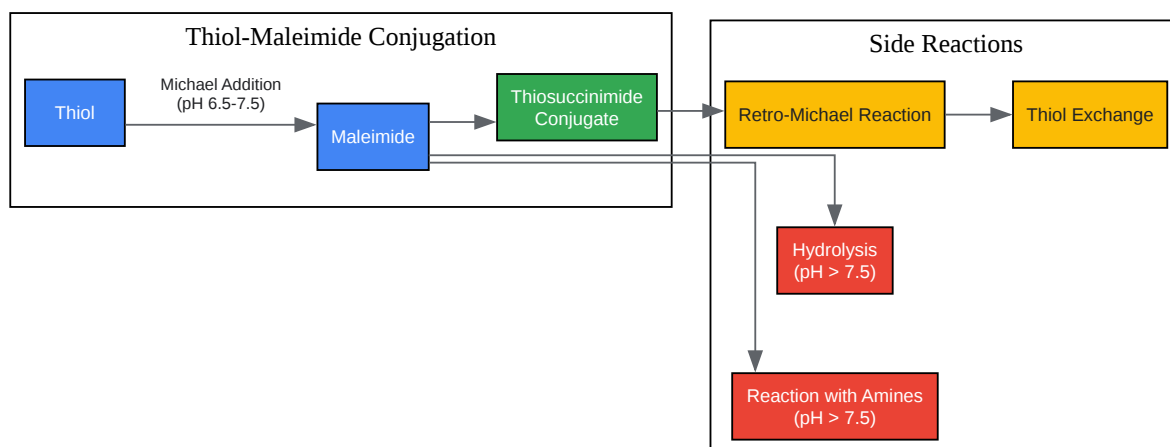 Thiol-Maleimide Conjugation
Thiol
Michael Addition
(pH 6.5-7.5)
Maleimide
Thiosuccinimide
Conjugate
Side Reactions
Retro-Michael Reaction
Thiol Exchange
Hydrolysis
(pH > 7.5)
Reaction with Amines
(pH > 7.5)